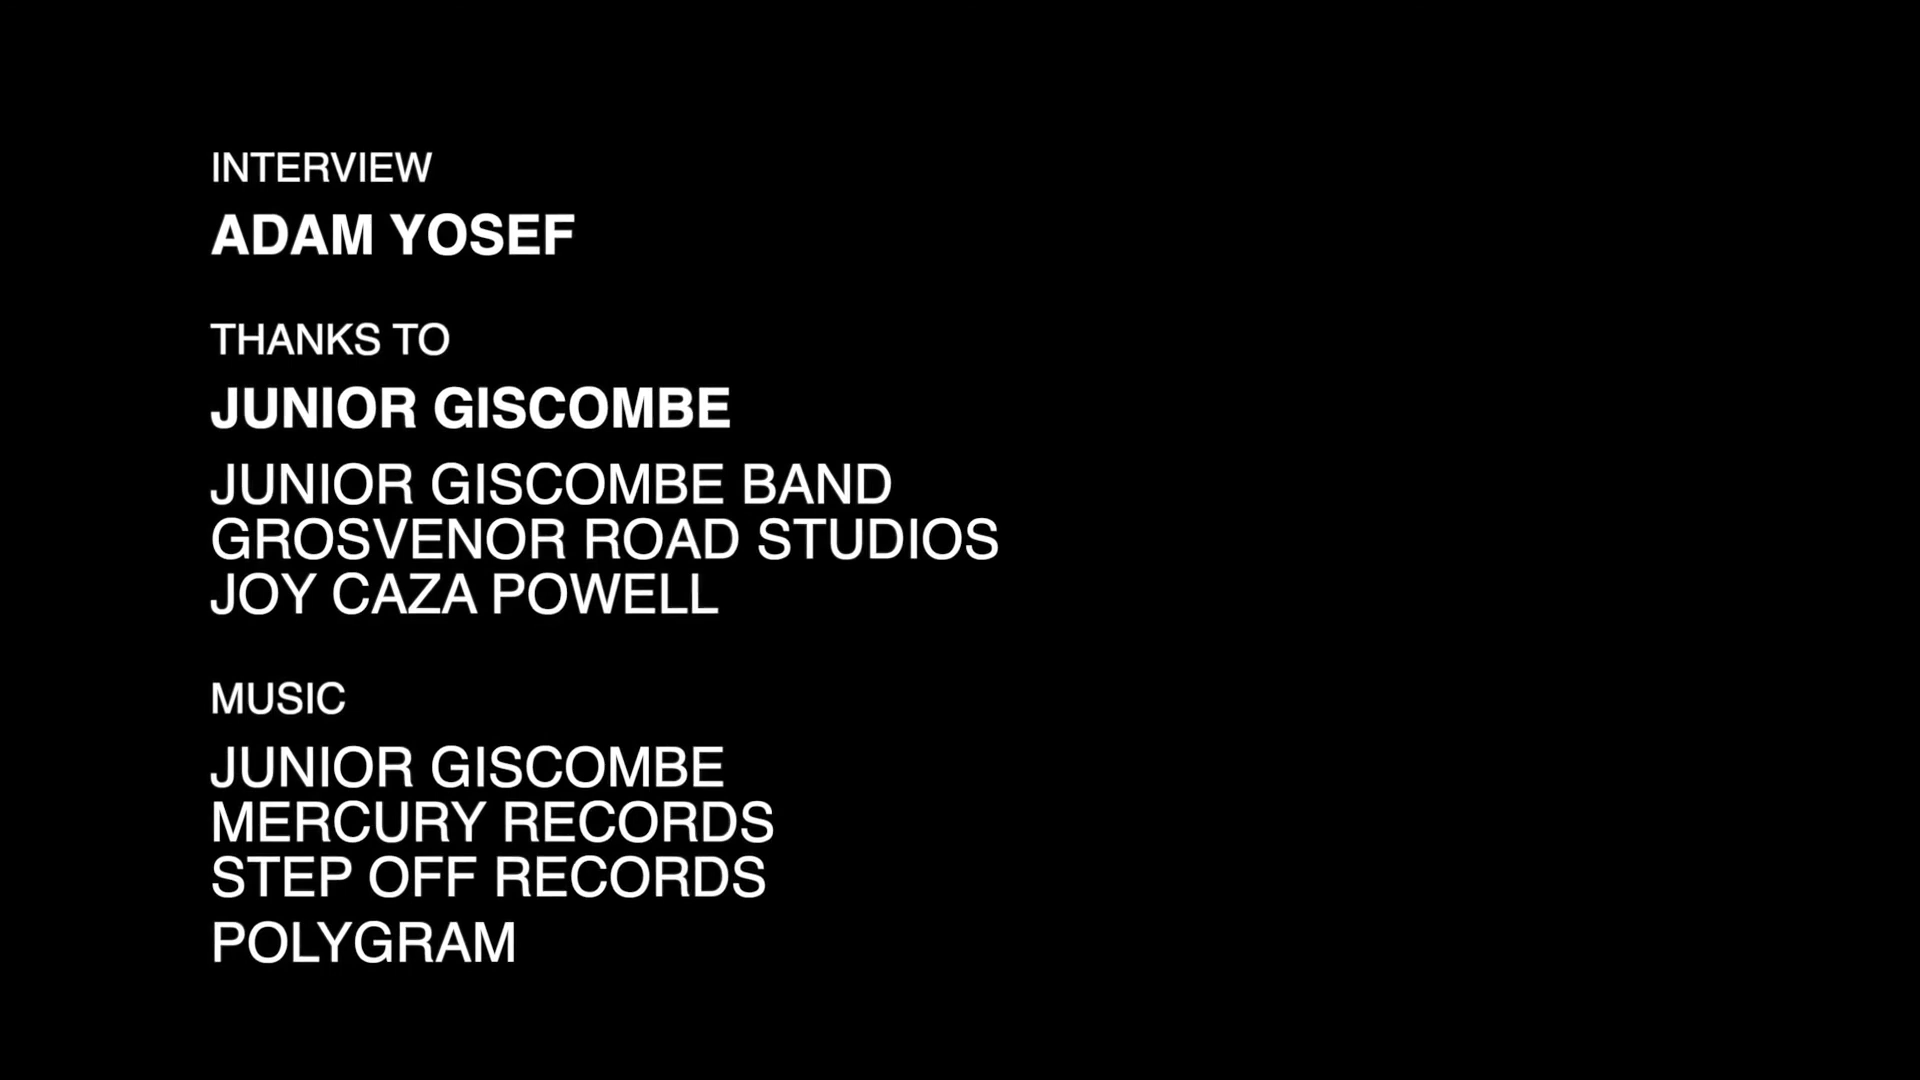 INTERVIEW
ADAM YOSEF
THANKS TO
JUNIOR GISCOMBE
JUNIOR GISCOMBE BAND
GROSVENOR ROAD STUDIOS
JOY CAZA POWELL
MUSIC
JUNIOR GISCOMBE
MERCURY RECORDS
STEP OFF RECORDS
POLYGRAM